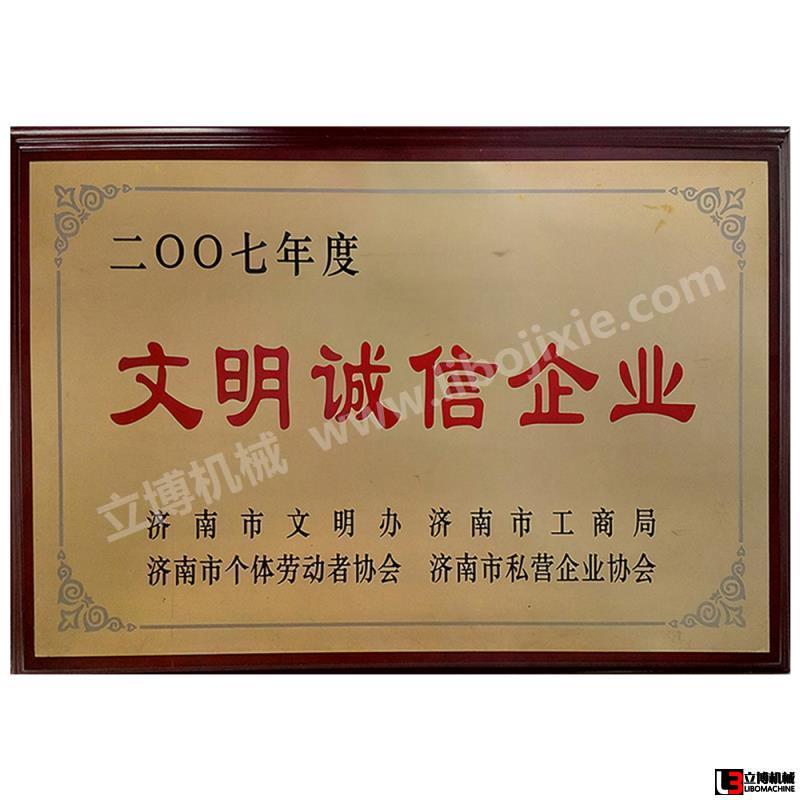 二〇〇七年度
文明诚信企业
立博机械 www.libojixie.com
济南市文明办 济南市工商局
济南市个体劳动者协会 济南市私营企业协会
立博机械
LIBOMACHINE